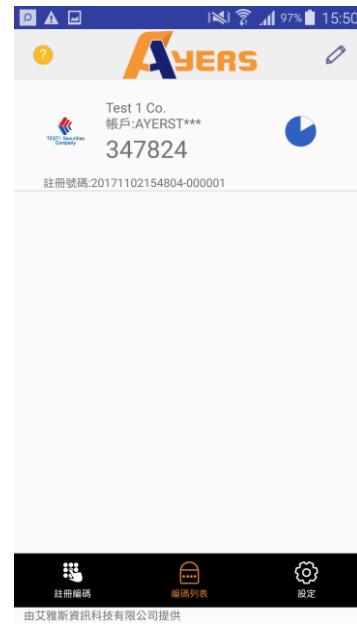 97% 15:50
AYERS
Test 1 Co.
帳戶:AYERST***
TEST1 Securities
Company
347824
註冊號碼:20171102154804-000001
註冊編碼
編碼列表
設定
由艾雅斯資訊科技有限公司提供